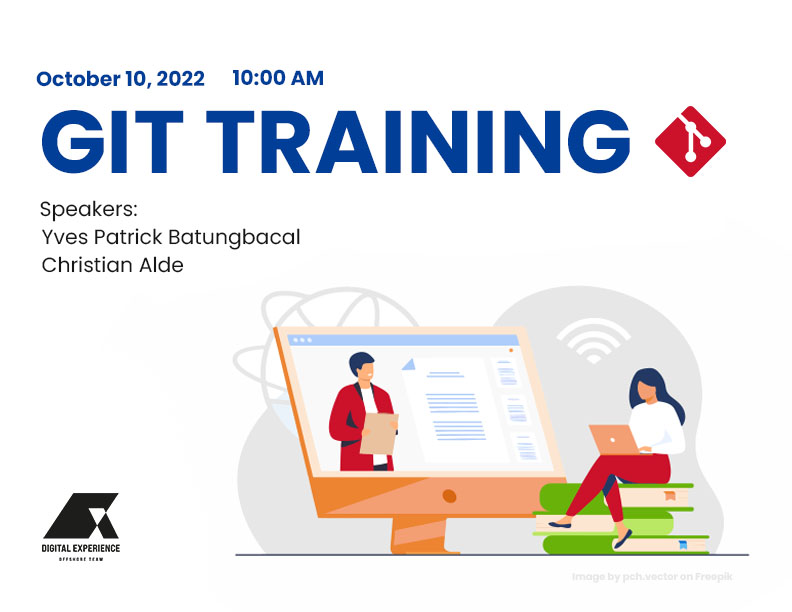 October 10, 2022 10:00 AM
GIT TRAINING
Speakers:
Yves Patrick Batungbacal
Christian Alde
DIGITAL EXPERIENCE
OFFSHORE TEAM
Image by pch.vector on Freepik